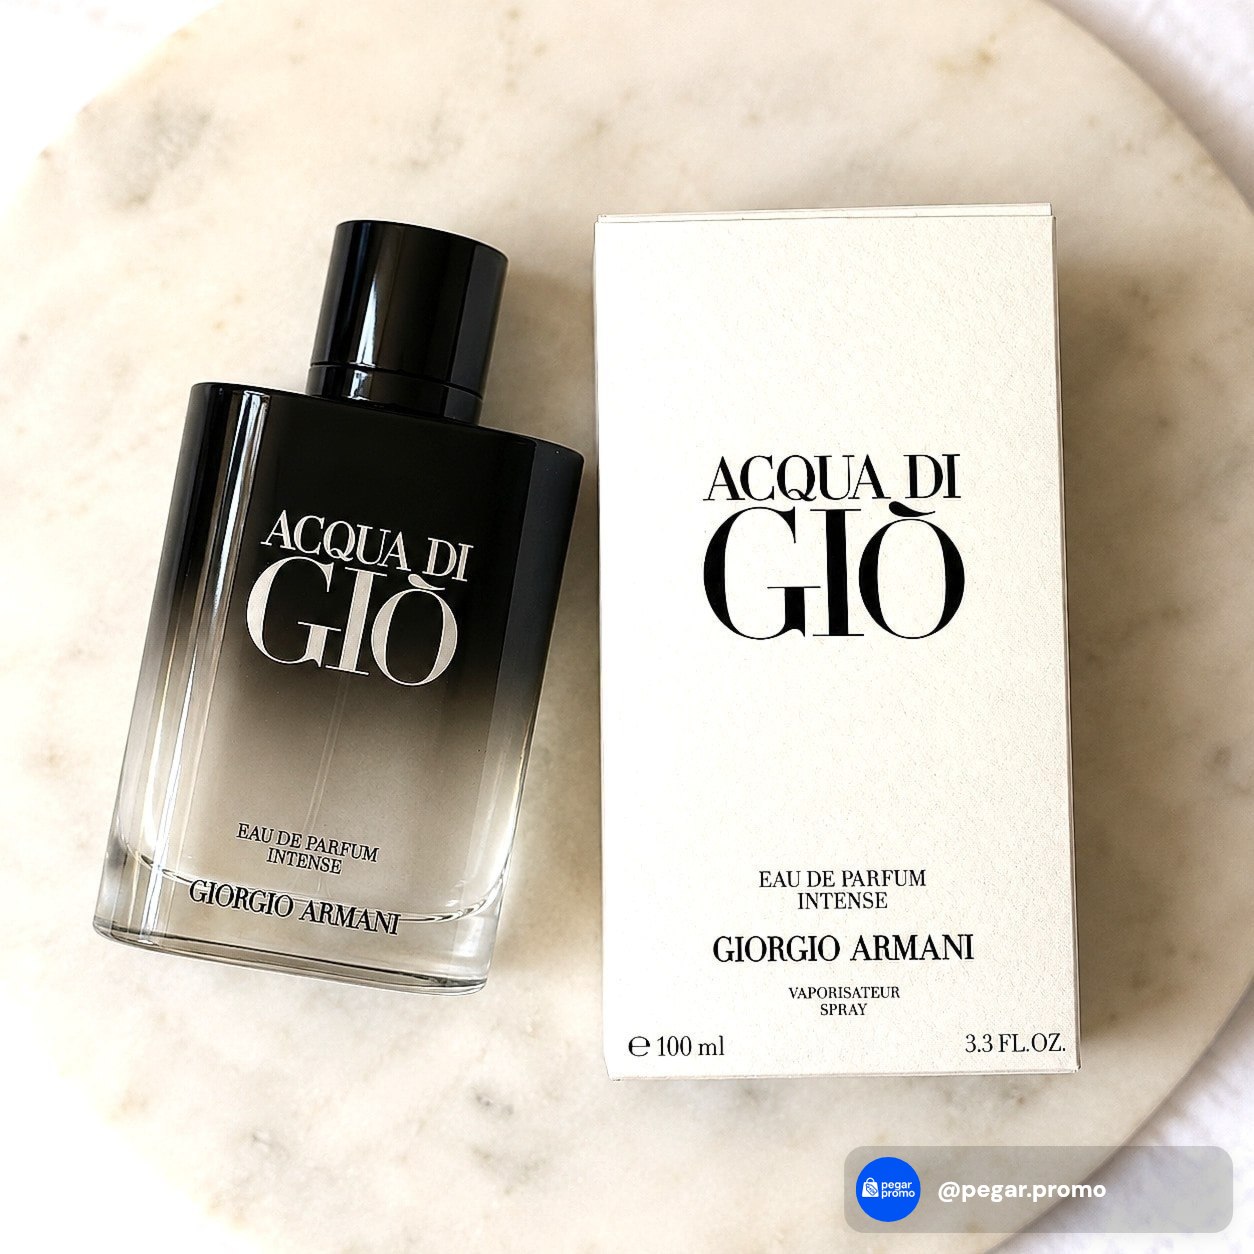 ACQUA DI
GIÒ
EAU DE PARFUM
INTENSE
GIORGIO ARMANI
ACQUA DI
GIÒ
EAU DE PARFUM
INTENSE
GIORGIO ARMANI
VAPORISATEUR
SPRAY
℮ 100 ml
3.3 FL.OZ.
pegar
promo
@pegar.promo